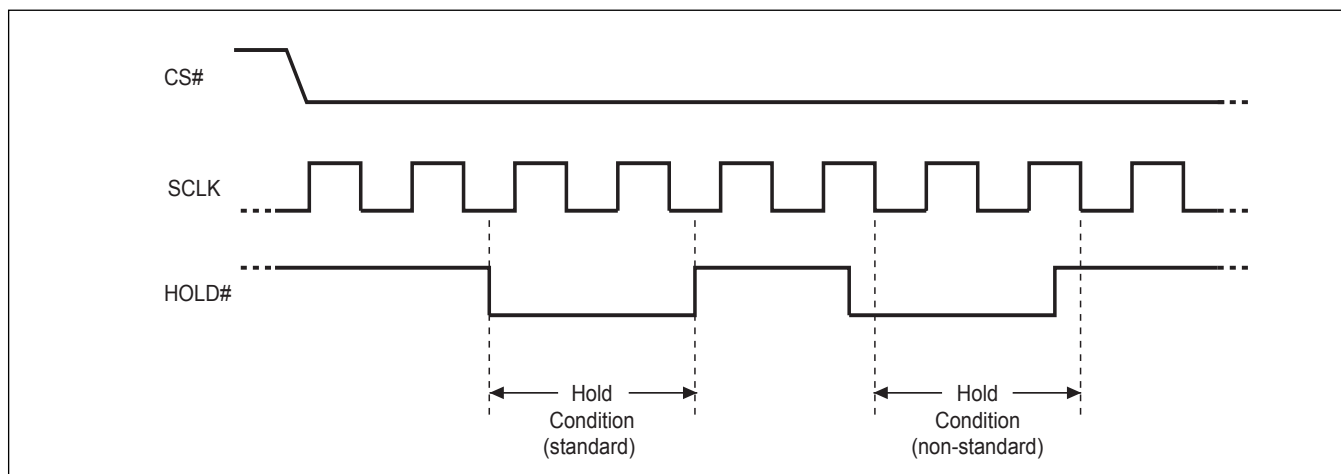 CS#
SCLK
HOLD#
Hold
Condition
(standard)
Hold
Condition
(non-standard)